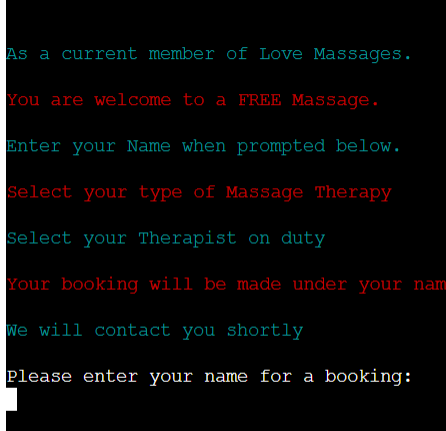 As a current member of Love Massages.
You are welcome to a FREE Massage.
Enter your Name when prompted below.
Select your type of Massage Therapy
Select your Therapist on duty
Your booking will be made under your nam
We will contact you shortly
Please enter your name for a booking: